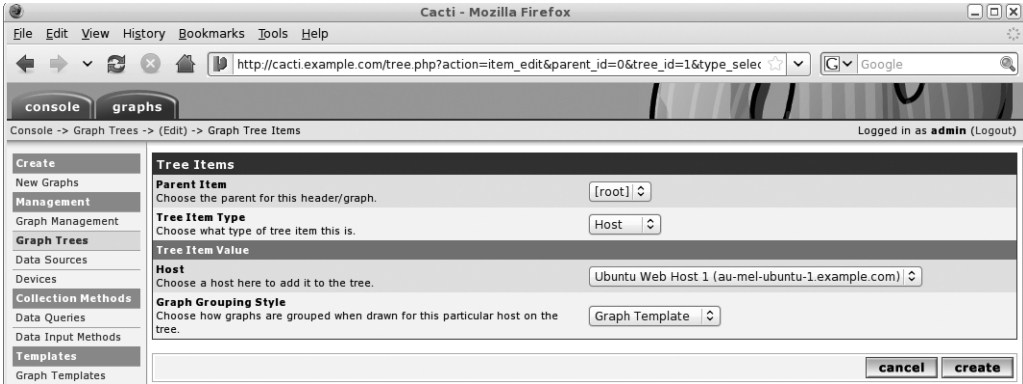 Cacti - Mozilla Firefox
File Edit View History Bookmarks Tools Help
http://cacti.example.com/tree.php?action=item_edit&parent_id=0&tree_id=1&type_selec
Google
console graphs
Console -> Graph Trees -> (Edit) -> Graph Tree Items
Logged in as admin (Logout)
Create
New Graphs
Management
Graph Management
Graph Trees
Data Sources
Devices
Collection Methods
Data Queries
Data Input Methods
Templates
Graph Templates
Tree Items
Parent Item
Choose the parent for this header/graph.
[root]
Tree Item Type
Choose what type of tree item this is.
Host
Tree Item Value
Host
Choose a host here to add it to the tree.
Ubuntu Web Host 1 (au-mel-ubuntu-1.example.com)
Graph Grouping Style
Choose how graphs are grouped when drawn for this particular host on the
tree.
Graph Template
cancel create